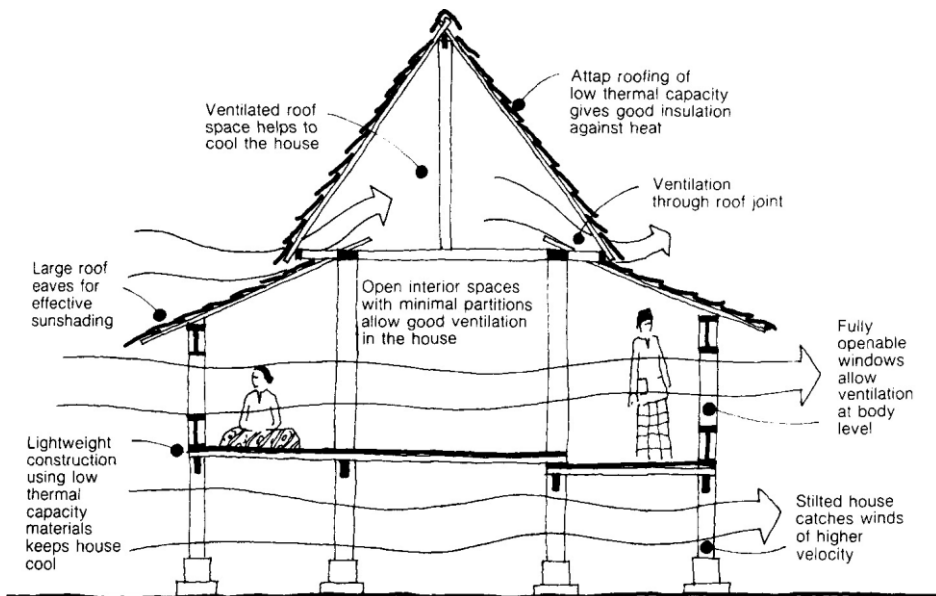 Attap roofing of
low thermal capacity
gives good insulation
against heat
Ventilated roof
space helps to
cool the house
Ventilation
through roof joint
Large roof
eaves for
effective
sunshading
Open interior spaces
with minimal partitions
allow good ventilation
in the house
Fully
openable
windows
allow
ventilation
at body
level
Lightweight
construction
using low
thermal
capacity
materials
keeps house
cool
Stilted house
catches winds
of higher
velocity